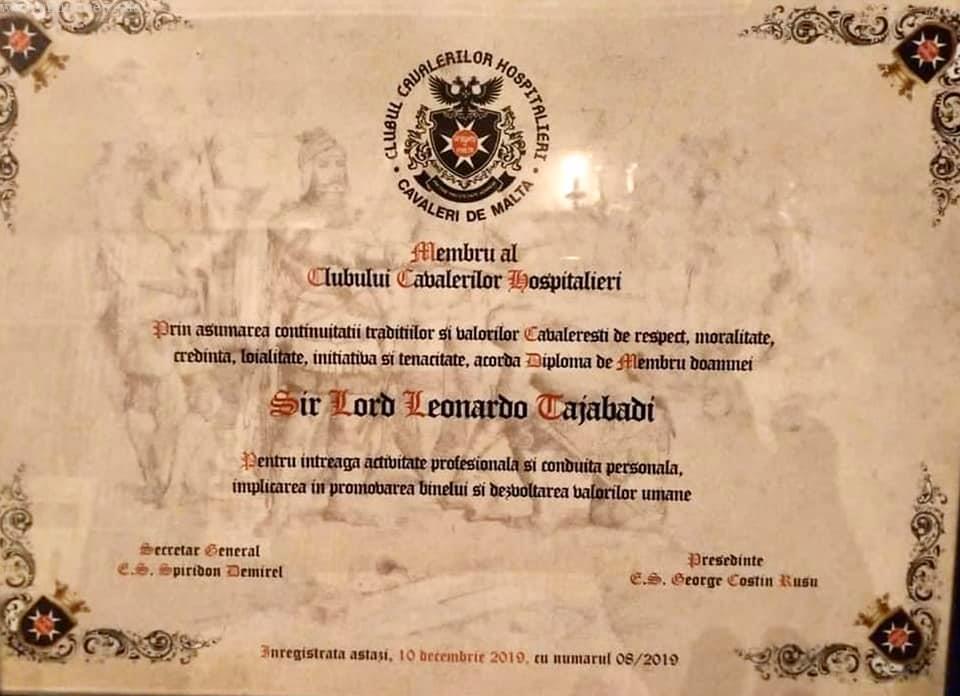 CLUBUL CAVALERILOR HOSPITALIERI
CAVALERI DE MALTA
Membru al
Clubului Cavalerilor Hospitalieri
Prin asumarea continuitatii traditiilor si valorilor Cavaleresti de respect, moralitate,
credinta, loialitate, initiativa si tenacitate, acorda Diploma de Membru doamnei
Sir Lord Leonardo Tajabadi
Pentru intreaga activitate profesionala si conduita personala,
implicarea in promovarea binelui si dezvoltarea valorilor umane
Secretar General
E.S. Spiridon Demirel
Presedinte
E.S. George Costin Rusu
Inregistrata astazi, 10 decembrie 2019, cu numarul 08/2019